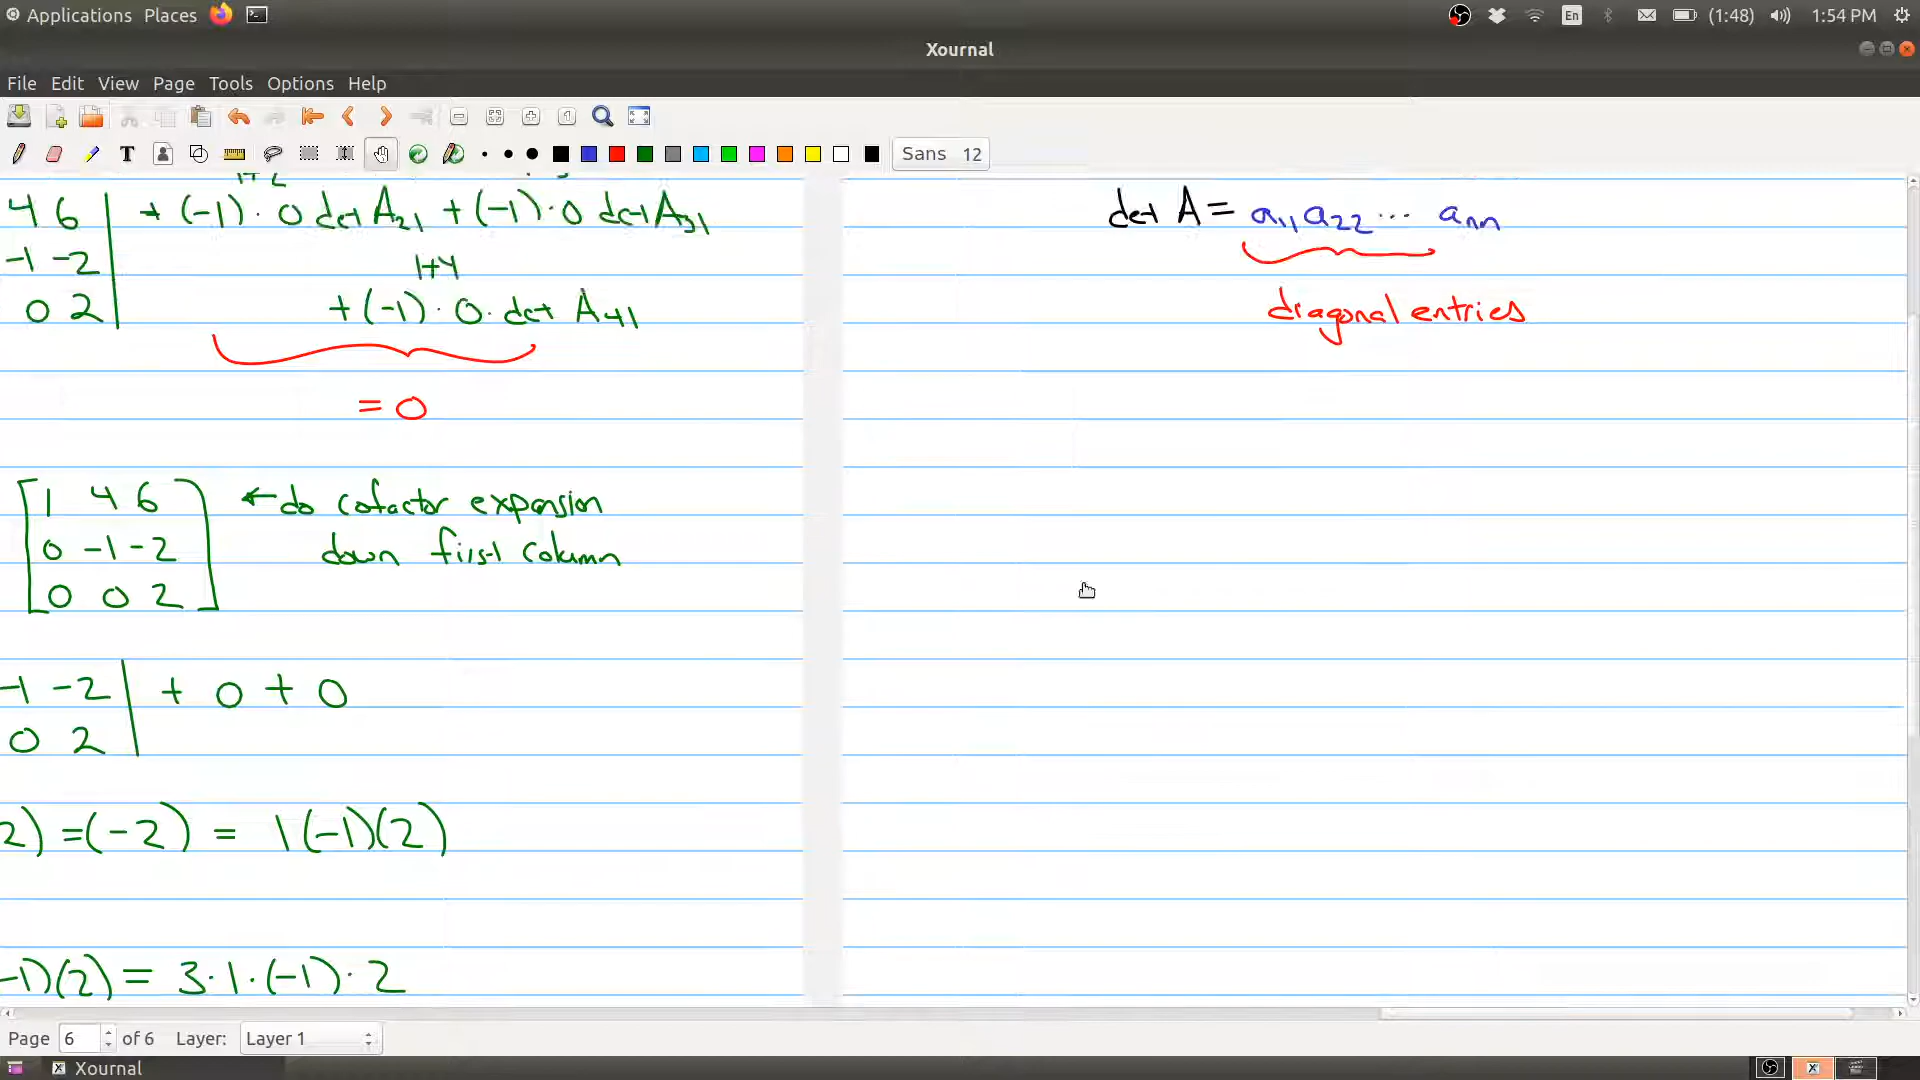 Applications Places En (1:48) 1:54 PM
Xournal
File Edit View Page Tools Options Help
Sans 12
4 6 + (-1) · 0 det A21 + (-1) · 0 det A31
-1 -2
1+4
0 2 + (-1) · 0 · det A41
= 0
1 4 6 ← do cofactor expansion
0 -1 -2 down first column
0 0 2
-1 -2 + 0 + 0
0 2
2) = (-2) = 1(-1)(2)
-1)(2) = 3·1·(-1)·2
det A = a11 a22 ··· ann
diagonal entries
Page 6 of 6 Layer: Layer 1
Xournal